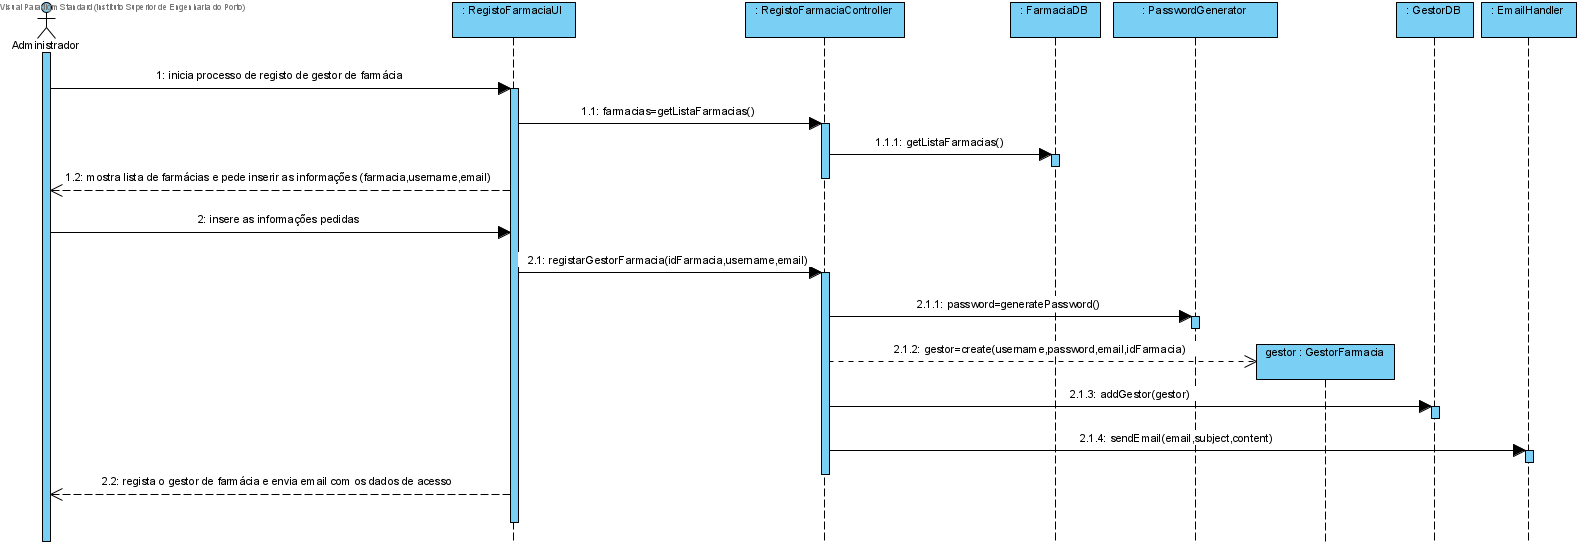 Visual Paradigm Standard (Instituto Superior de Engenharia do Porto)
Administrador
: RegistoFarmaciaUI
: RegistoFarmaciaController
: FarmaciaDB
: PasswordGenerator
: GestorDB
: EmailHandler
1: inicia processo de registo de gestor de farmácia
1.1: farmacias=getListaFarmacias()
1.1.1: getListaFarmacias()
1.2: mostra lista de farmácias e pede inserir as informações (farmacia,username,email)
2: insere as informações pedidas
2.1: registarGestorFarmacia(idFarmacia,username,email)
2.1.1: password=generatePassword()
2.1.2: gestor=create(username,password,email,idFarmacia)
gestor : GestorFarmacia
2.1.3: addGestor(gestor)
2.1.4: sendEmail(email,subject,content)
2.2: regista o gestor de farmácia e envia email com os dados de acesso